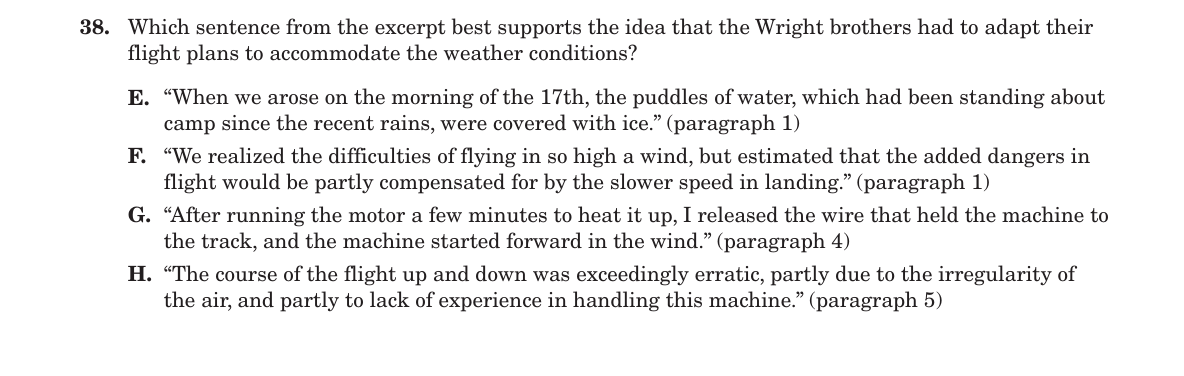 38. Which sentence from the excerpt best supports the idea that the Wright brothers had to adapt their
flight plans to accommodate the weather conditions?
E. “When we arose on the morning of the 17th, the puddles of water, which had been standing about
camp since the recent rains, were covered with ice.” (paragraph 1)
F. “We realized the difficulties of flying in so high a wind, but estimated that the added dangers in
flight would be partly compensated for by the slower speed in landing.” (paragraph 1)
G. “After running the motor a few minutes to heat it up, I released the wire that held the machine to
the track, and the machine started forward in the wind.” (paragraph 4)
H. “The course of the flight up and down was exceedingly erratic, partly due to the irregularity of
the air, and partly to lack of experience in handling this machine.” (paragraph 5)